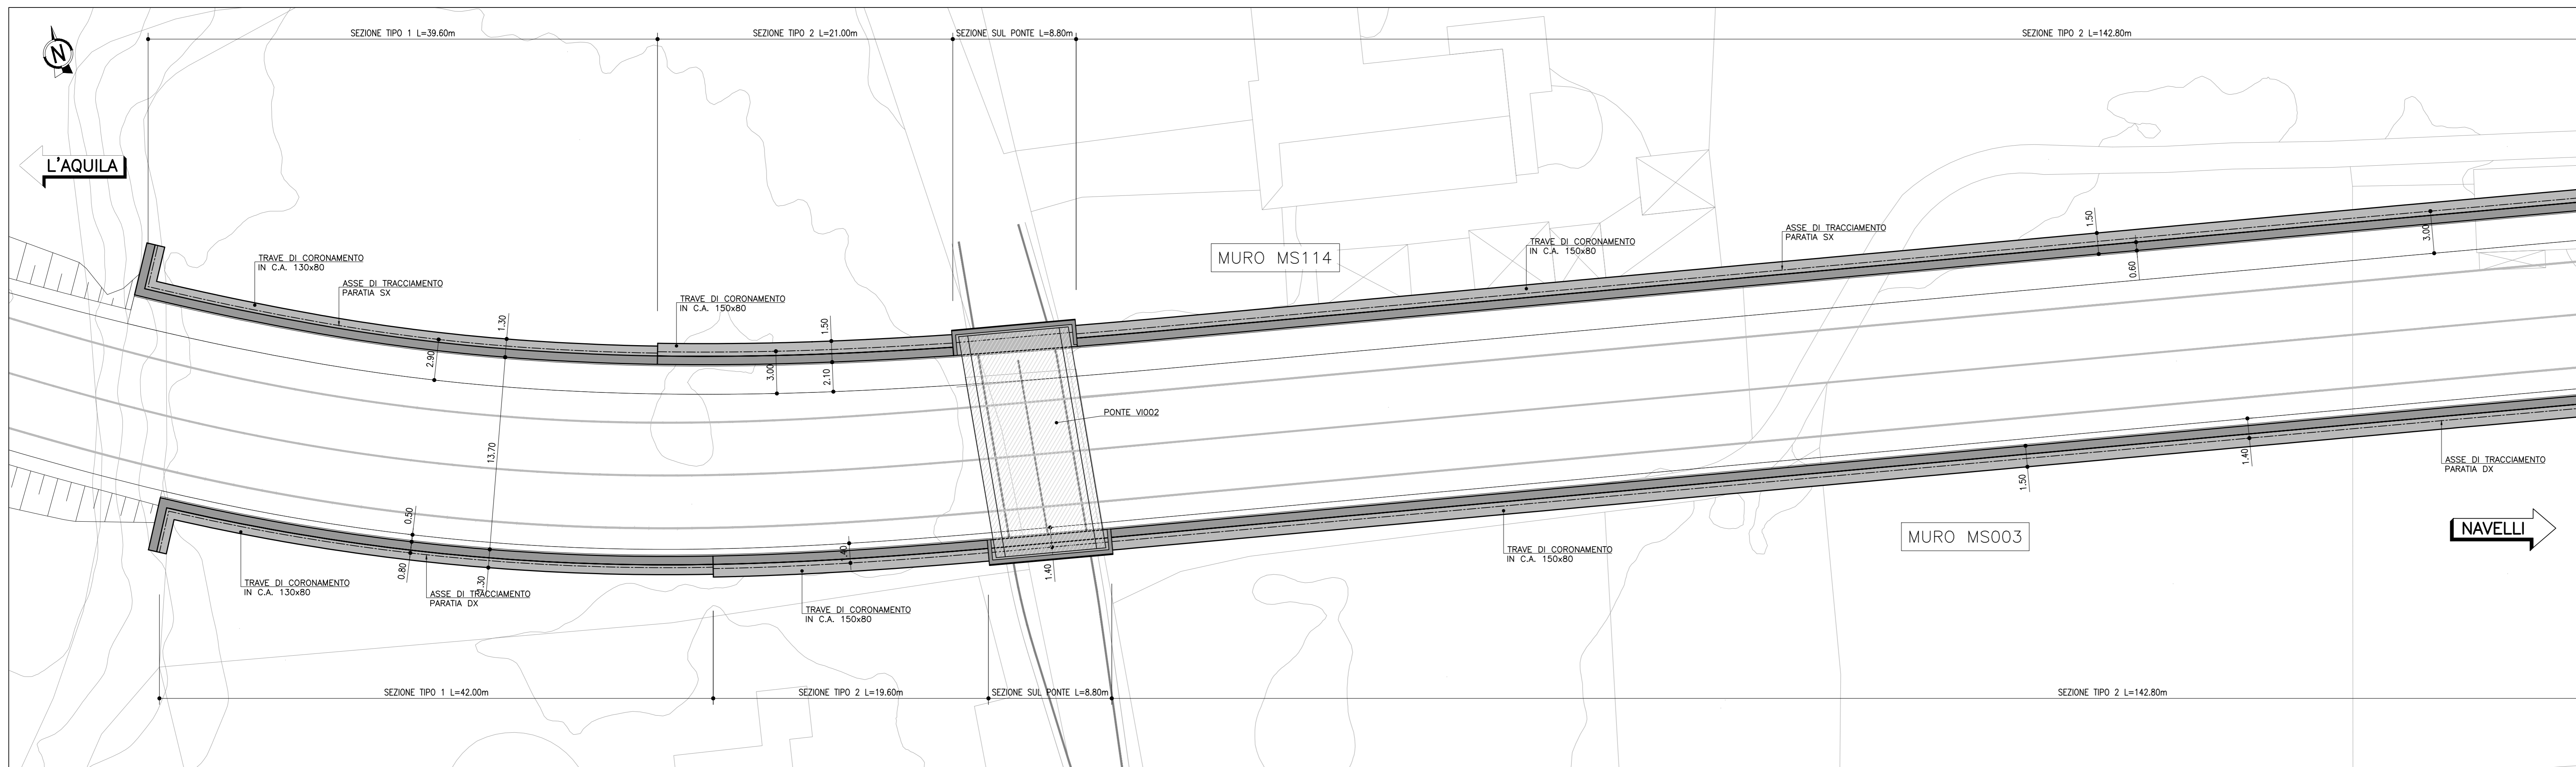 SEZIONE TIPO 1 L=39.60m
SEZIONE TIPO 2 L=21.00m
SEZIONE SUL PONTE L=8.80m
SEZIONE TIPO 2 L=142.80m
N
L'AQUILA
TRAVE DI CORONAMENTO
IN C.A. 130x80
ASSE DI TRACCIAMENTO
PARATIA SX
TRAVE DI CORONAMENTO
IN C.A. 150x80
MURO MS114
TRAVE DI CORONAMENTO
IN C.A. 150x80
ASSE DI TRACCIAMENTO
PARATIA SX
1.50
0.60
3.00
1.30
2.90
1.50
3.00
2.10
PONTE VI002
13.70
0.50
0.80
1.30
1.40
1.40
1.50
1.40
ASSE DI TRACCIAMENTO
PARATIA DX
MURO MS003
NAVELLI
TRAVE DI CORONAMENTO
IN C.A. 150x80
TRAVE DI CORONAMENTO
IN C.A. 130x80
ASSE DI TRACCIAMENTO
PARATIA DX
TRAVE DI CORONAMENTO
IN C.A. 150x80
SEZIONE TIPO 1 L=42.00m
SEZIONE TIPO 2 L=19.60m
SEZIONE SUL PONTE L=8.80m
SEZIONE TIPO 2 L=142.80m